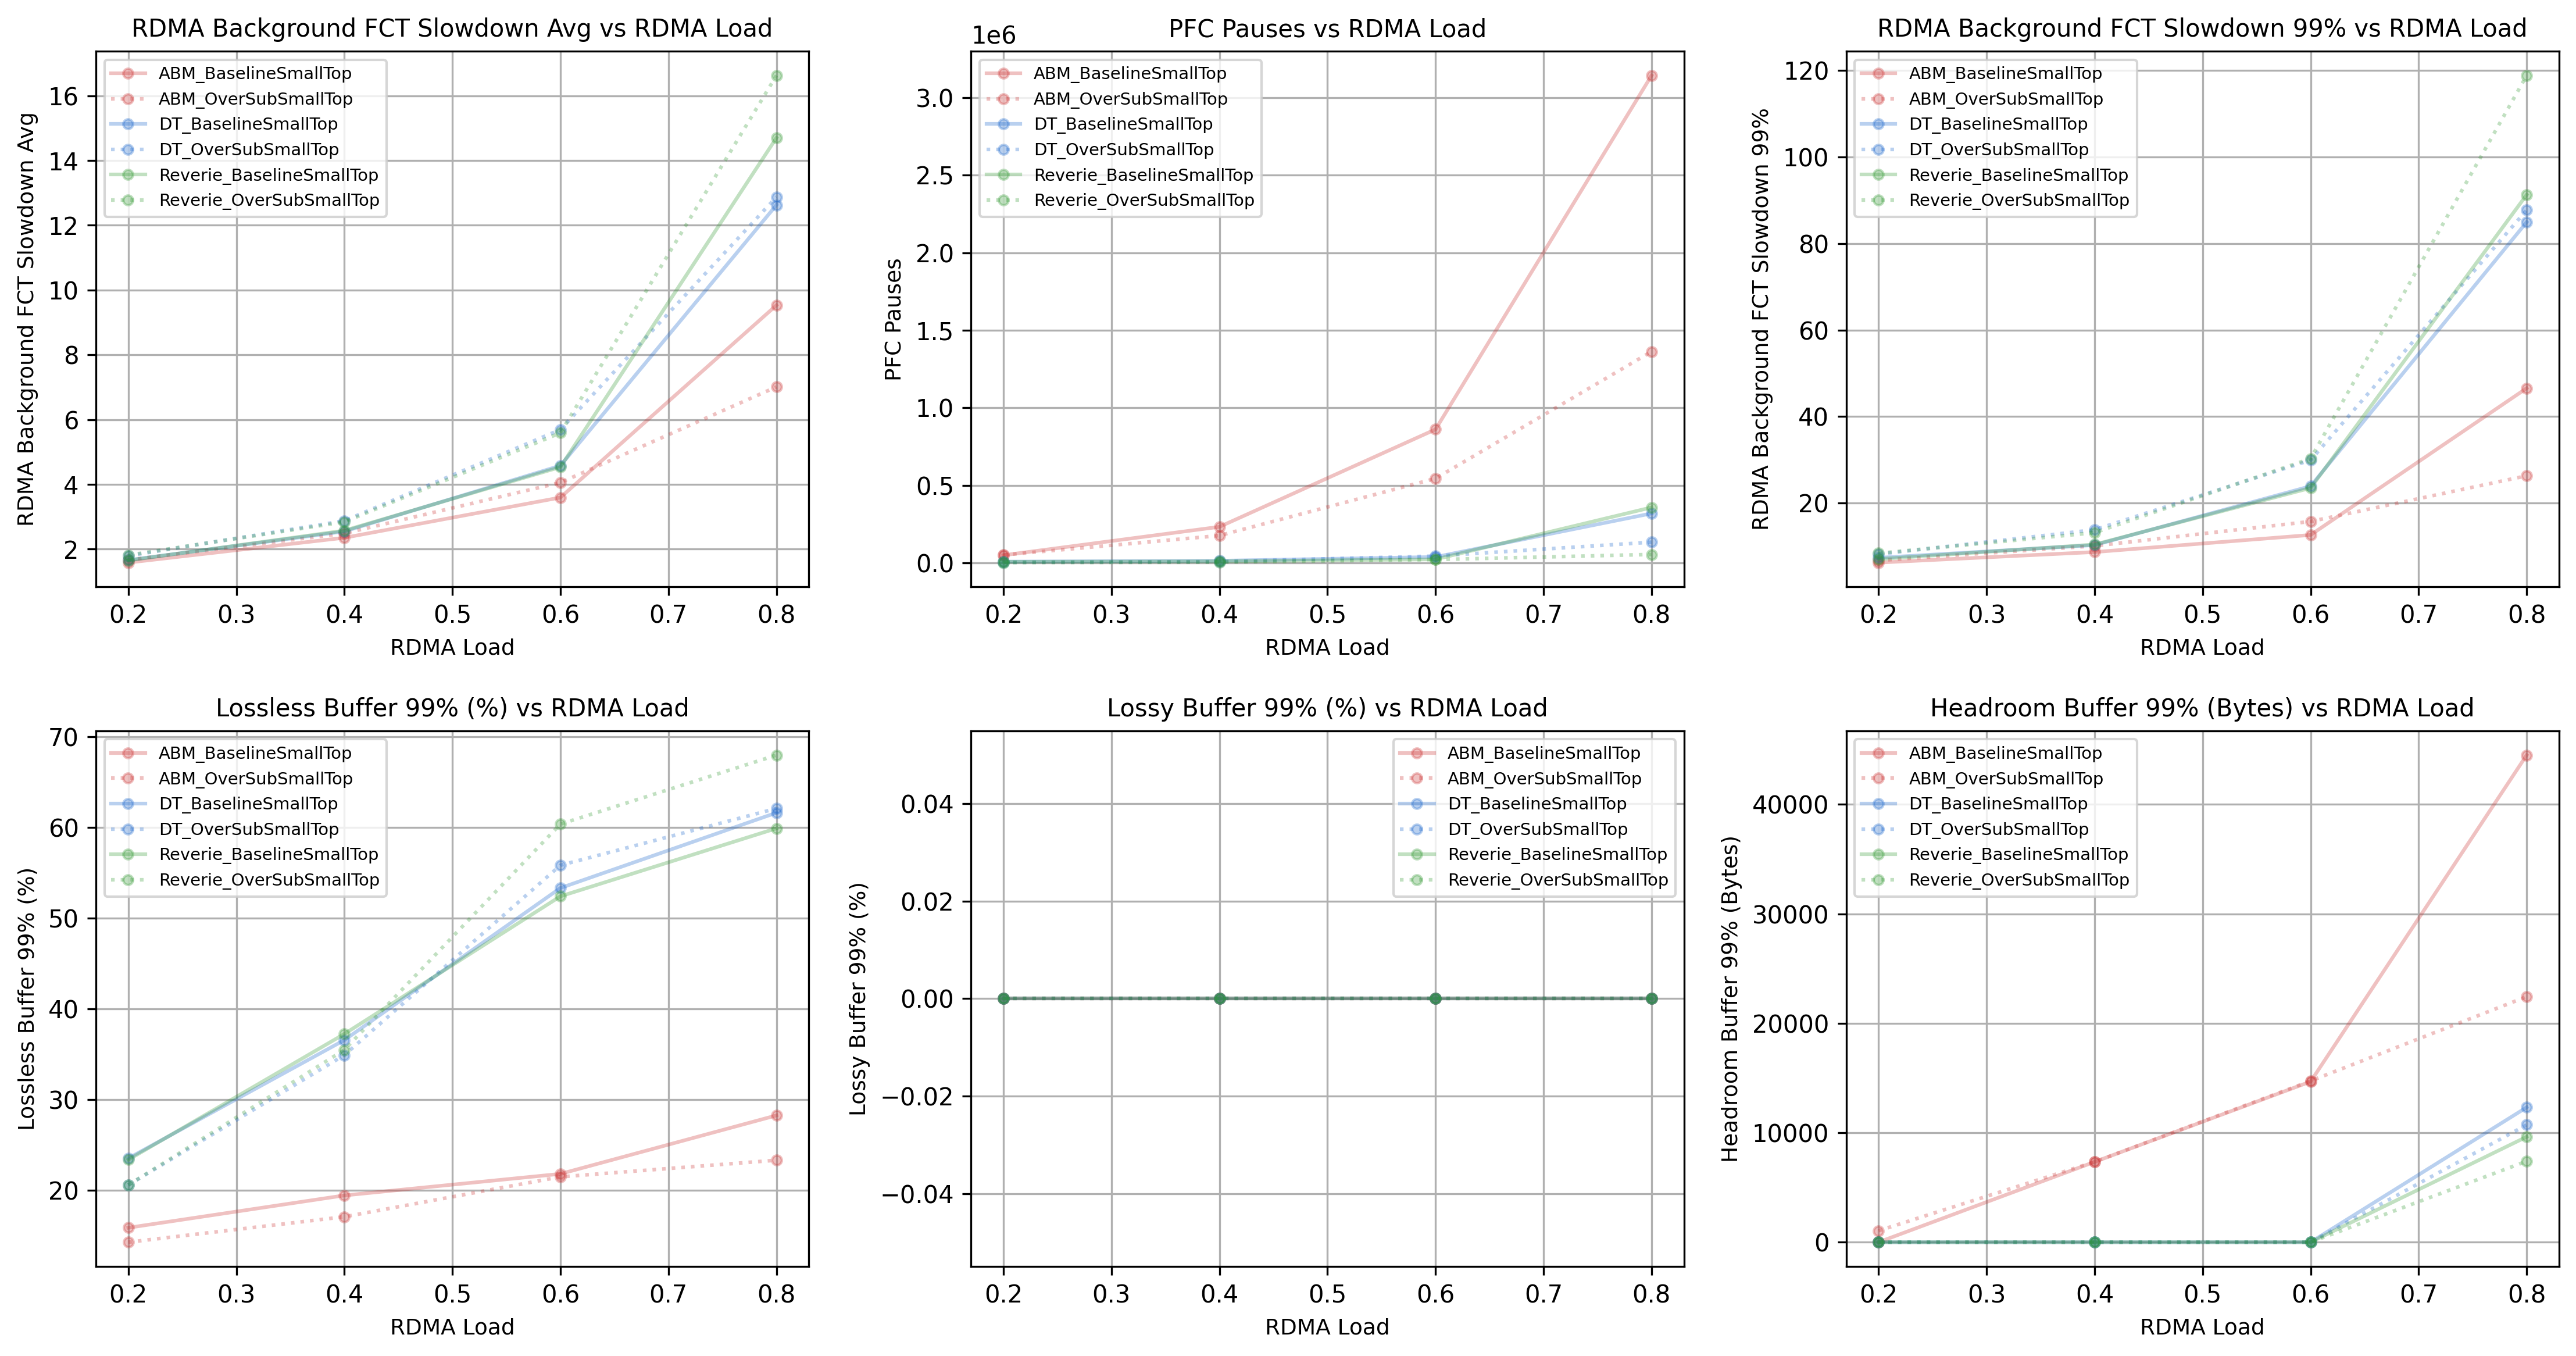 RDMA Background FCT Slowdown Avg vs RDMA Load
RDMA Background FCT Slowdown Avg
16
14
12
10
8
6
4
2
ABM_BaselineSmallTop
ABM_OverSubSmallTop
DT_BaselineSmallTop
DT_OverSubSmallTop
Reverie_BaselineSmallTop
Reverie_OverSubSmallTop
0.2 0.3 0.4 0.5 0.6 0.7 0.8
RDMA Load
PFC Pauses vs RDMA Load
1e6
PFC Pauses
3.0
2.5
2.0
1.5
1.0
0.5
0.0
ABM_BaselineSmallTop
ABM_OverSubSmallTop
DT_BaselineSmallTop
DT_OverSubSmallTop
Reverie_BaselineSmallTop
Reverie_OverSubSmallTop
0.2 0.3 0.4 0.5 0.6 0.7 0.8
RDMA Load
RDMA Background FCT Slowdown 99% vs RDMA Load
RDMA Background FCT Slowdown 99%
120
100
80
60
40
20
ABM_BaselineSmallTop
ABM_OverSubSmallTop
DT_BaselineSmallTop
DT_OverSubSmallTop
Reverie_BaselineSmallTop
Reverie_OverSubSmallTop
0.2 0.3 0.4 0.5 0.6 0.7 0.8
RDMA Load
Lossless Buffer 99% (%) vs RDMA Load
Lossless Buffer 99% (%)
70
60
50
40
30
20
ABM_BaselineSmallTop
ABM_OverSubSmallTop
DT_BaselineSmallTop
DT_OverSubSmallTop
Reverie_BaselineSmallTop
Reverie_OverSubSmallTop
0.2 0.3 0.4 0.5 0.6 0.7 0.8
RDMA Load
Lossy Buffer 99% (%) vs RDMA Load
Lossy Buffer 99% (%)
0.04
0.02
0.00
−0.02
−0.04
ABM_BaselineSmallTop
ABM_OverSubSmallTop
DT_BaselineSmallTop
DT_OverSubSmallTop
Reverie_BaselineSmallTop
Reverie_OverSubSmallTop
0.2 0.3 0.4 0.5 0.6 0.7 0.8
RDMA Load
Headroom Buffer 99% (Bytes) vs RDMA Load
Headroom Buffer 99% (Bytes)
40000
30000
20000
10000
0
ABM_BaselineSmallTop
ABM_OverSubSmallTop
DT_BaselineSmallTop
DT_OverSubSmallTop
Reverie_BaselineSmallTop
Reverie_OverSubSmallTop
0.2 0.3 0.4 0.5 0.6 0.7 0.8
RDMA Load